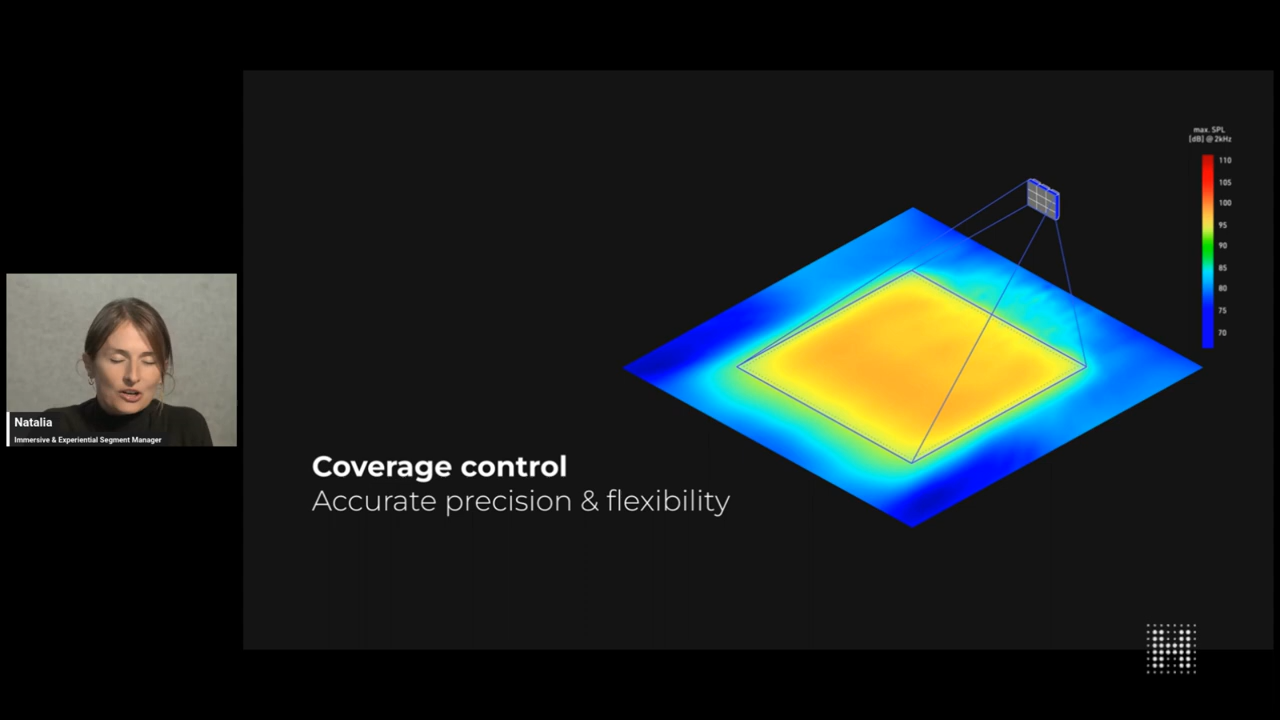 max. SPL
[dB] @ 2kHz
110
105
100
95
90
85
80
75
70
Natalia
Immersive & Experiential Segment Manager
Coverage control
Accurate precision & flexibility
H